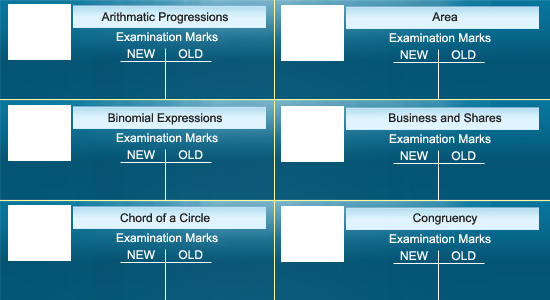 Arithmatic Progressions
Examination Marks
NEW OLD
Area
Examination Marks
NEW OLD
Binomial Expressions
Examination Marks
NEW OLD
Business and Shares
Examination Marks
NEW OLD
Chord of a Circle
Examination Marks
NEW OLD
Congruency
Examination Marks
NEW OLD